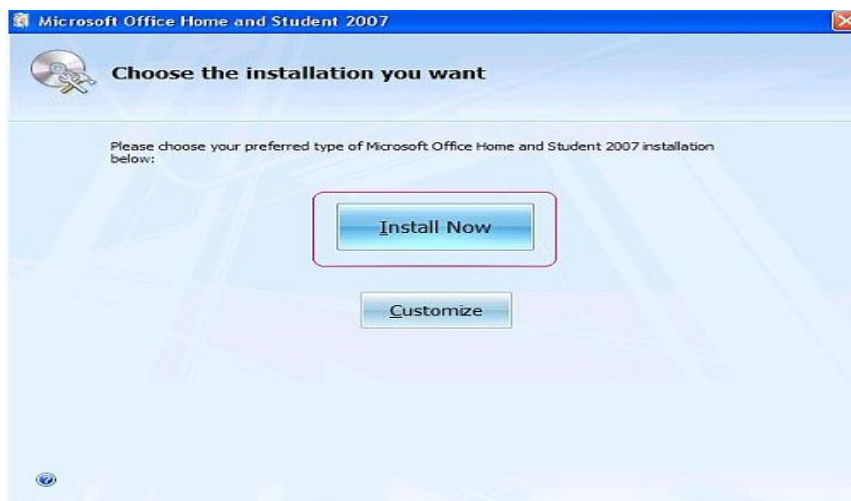 Microsoft Office Home and Student 2007
Choose the installation you want
Please choose your preferred type of Microsoft Office Home and Student 2007 installation
below:
Install Now
Customize